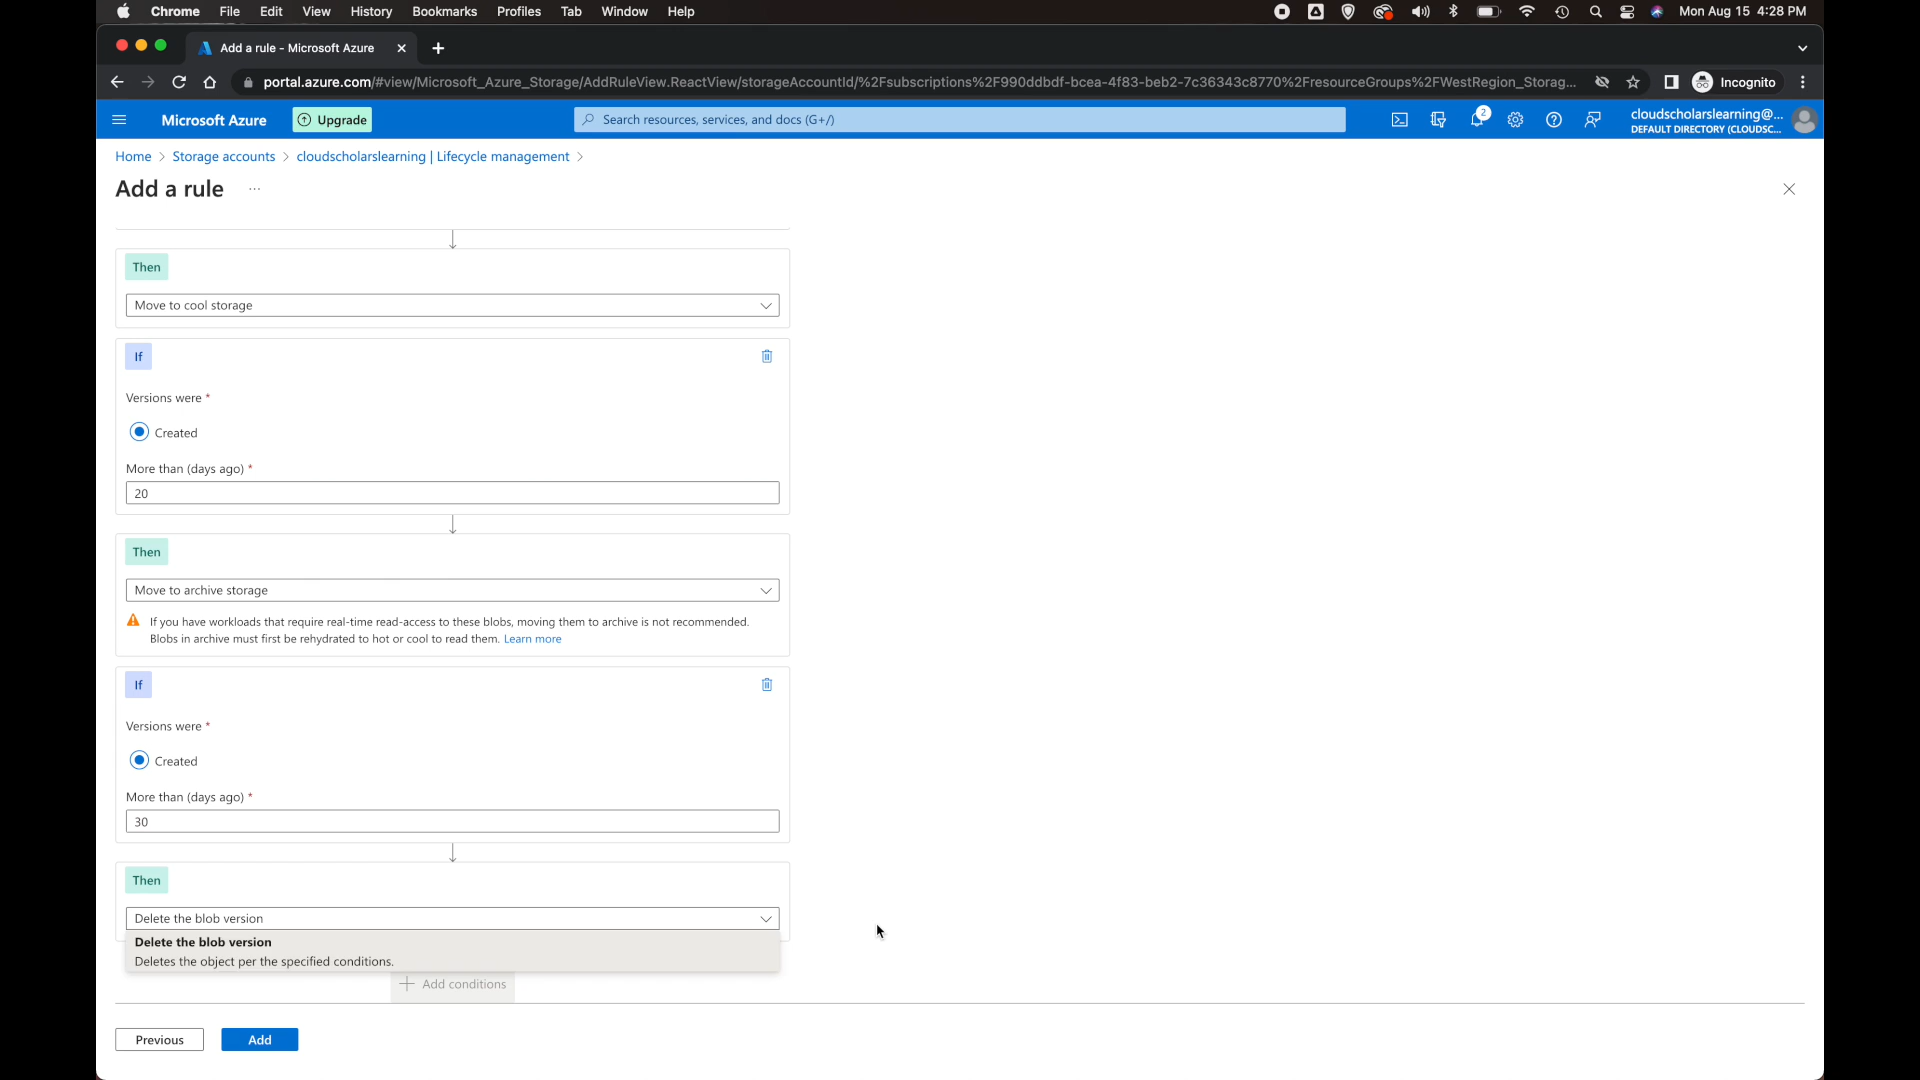 Chrome File Edit View History Bookmarks Profiles Tab Window Help Mon Aug 15 4:28 PM
Add a rule - Microsoft Azure
portal.azure.com/#view/Microsoft_Azure_Storage/AddRuleView.ReactView/storageAccountId/%2Fsubscriptions%2F990ddbdf-bcea-4f83-beb2-7c36343c8770%2FresourceGroups%2FWestRegion_Storag... Incognito
Microsoft Azure Upgrade Search resources, services, and docs (G+/) 2 cloudscholarslearning@...
DEFAULT DIRECTORY (CLOUDSC...
Home > Storage accounts > cloudscholarslearning | Lifecycle management >
Add a rule ...
Then
Move to cool storage
If
Versions were *
Created
More than (days ago) *
20
Then
Move to archive storage
If you have workloads that require real-time read-access to these blobs, moving them to archive is not recommended.
Blobs in archive must first be rehydrated to hot or cool to read them. Learn more
If
Versions were *
Created
More than (days ago) *
30
Then
Delete the blob version
Delete the blob version
Deletes the object per the specified conditions.
+ Add conditions
Previous Add